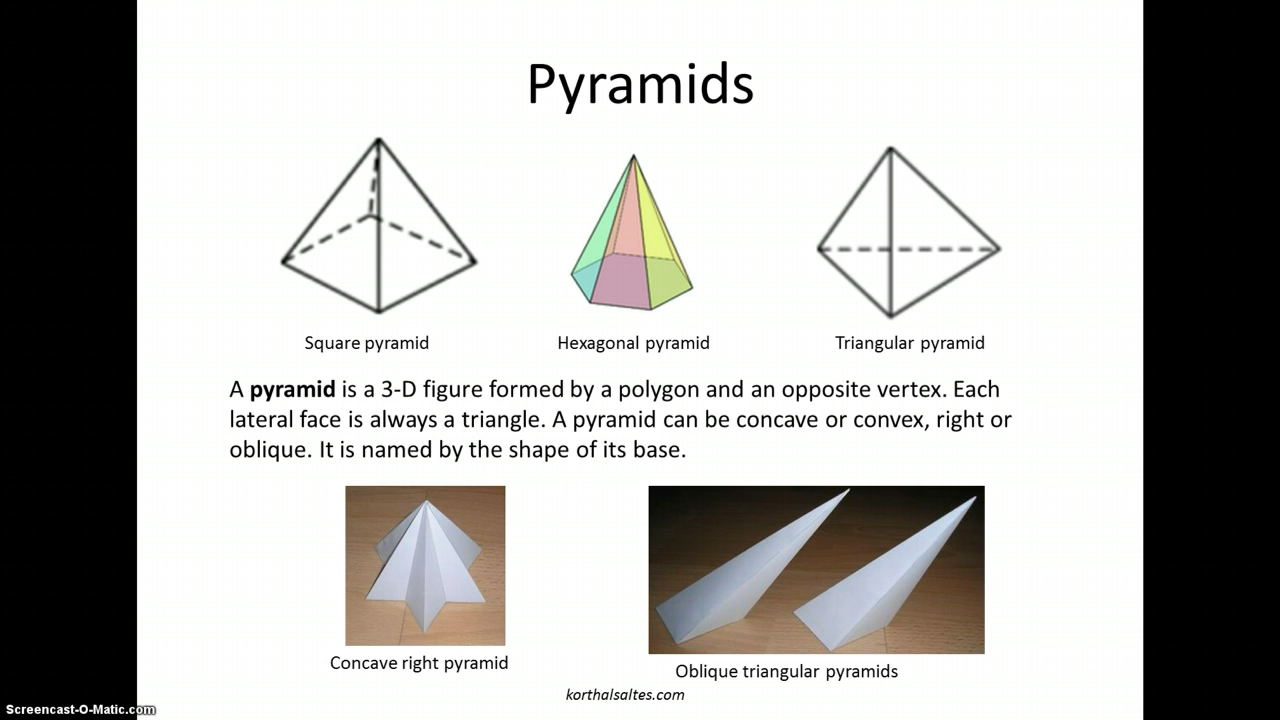 Pyramids
Square pyramid
Hexagonal pyramid
Triangular pyramid
A pyramid is a 3-D figure formed by a polygon and an opposite vertex. Each
lateral face is always a triangle. A pyramid can be concave or convex, right or
oblique. It is named by the shape of its base.
Concave right pyramid
Oblique triangular pyramids
korthalsaltes.com
Screencast-O-Matic.com